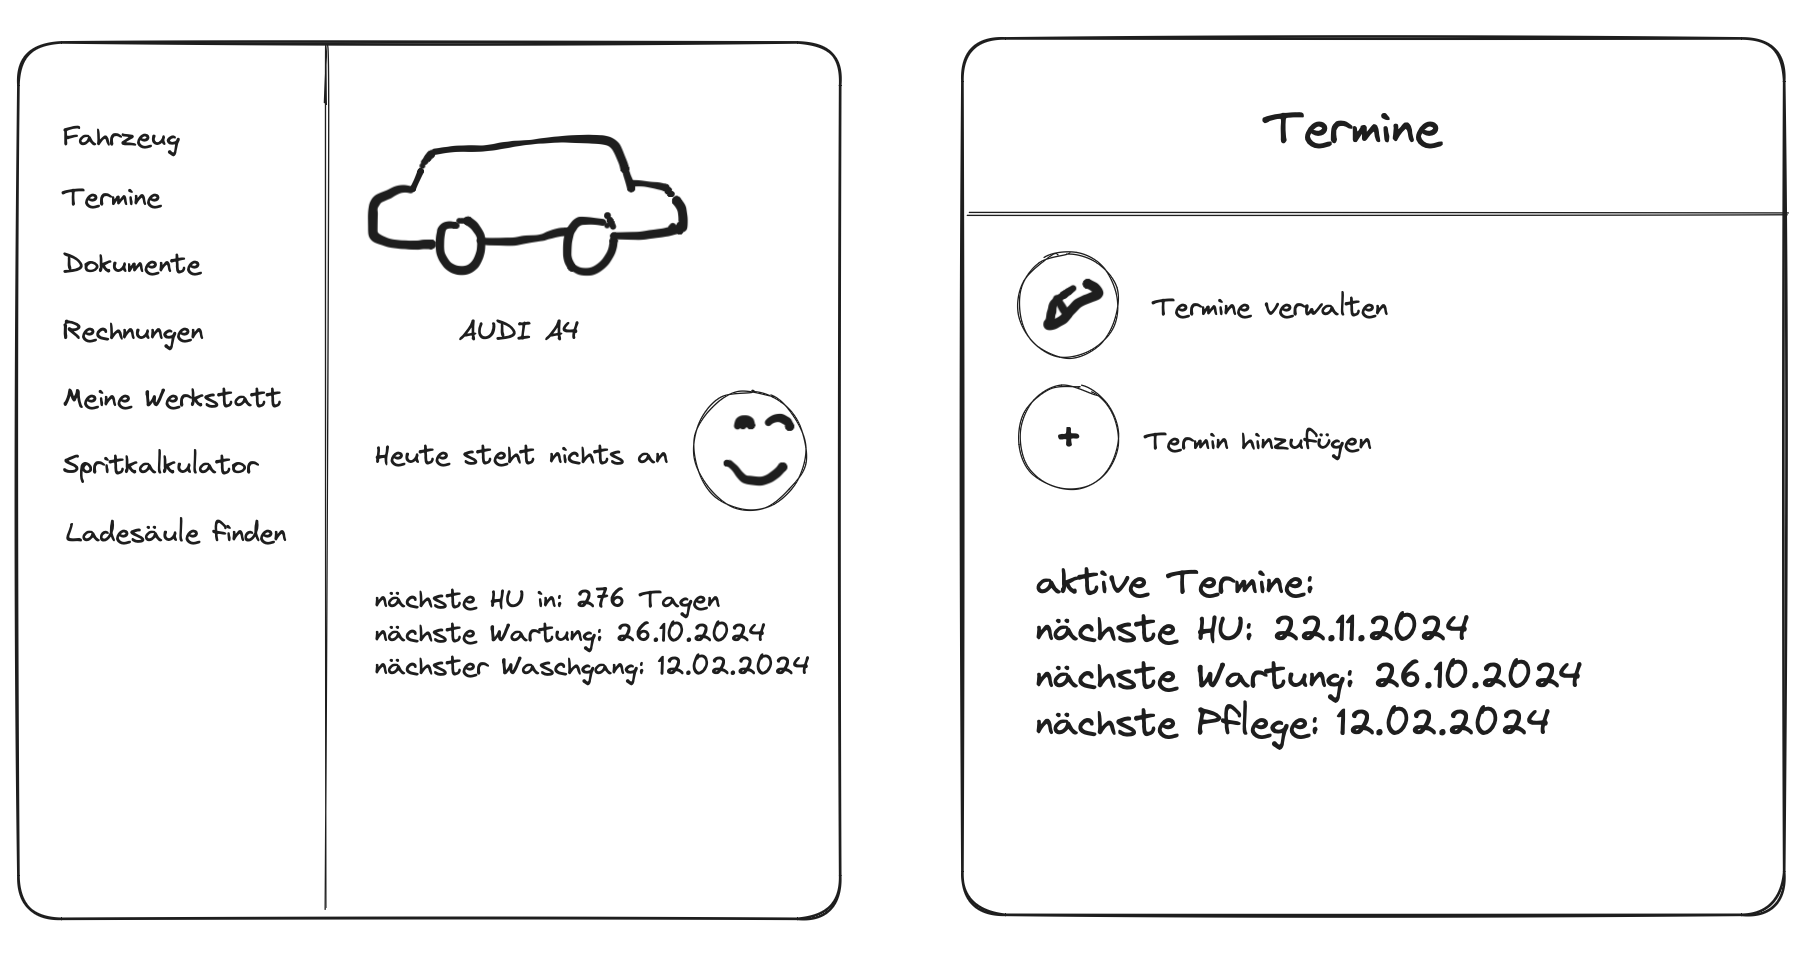 Fahrzeug
Termine
Dokumente
Rechnungen
Meine Werkstatt
Spritkalkulator
Ladesäule finden
AUDI A4
Heute steht nichts an
nächste HU in: 276 Tagen
nächste Wartung: 26.10.2024
nächster Waschgang: 12.02.2024
Termine
Termine verwalten
+
Termin hinzufügen
aktive Termine:
nächste HU: 22.11.2024
nächste Wartung: 26.10.2024
nächste Pflege: 12.02.2024